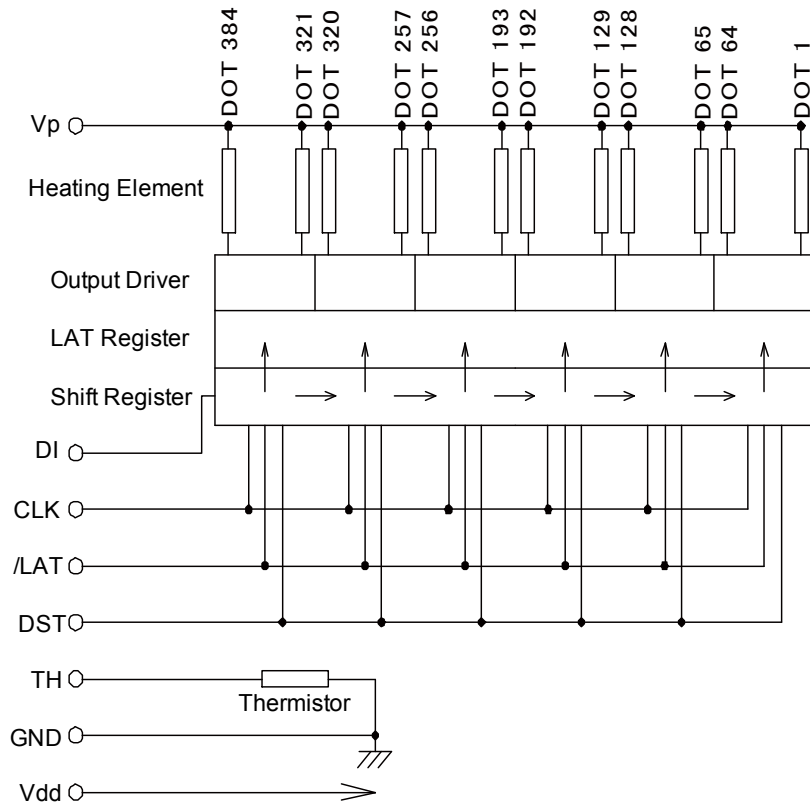 DOT 384
DOT 321
DOT 320
DOT 257
DOT 256
DOT 193
DOT 192
DOT 129
DOT 128
DOT 65
DOT 64
DOT 1
Vp
Heating Element
Output Driver
LAT Register
Shift Register
DI
CLK
/LAT
DST
TH
Thermistor
GND
Vdd